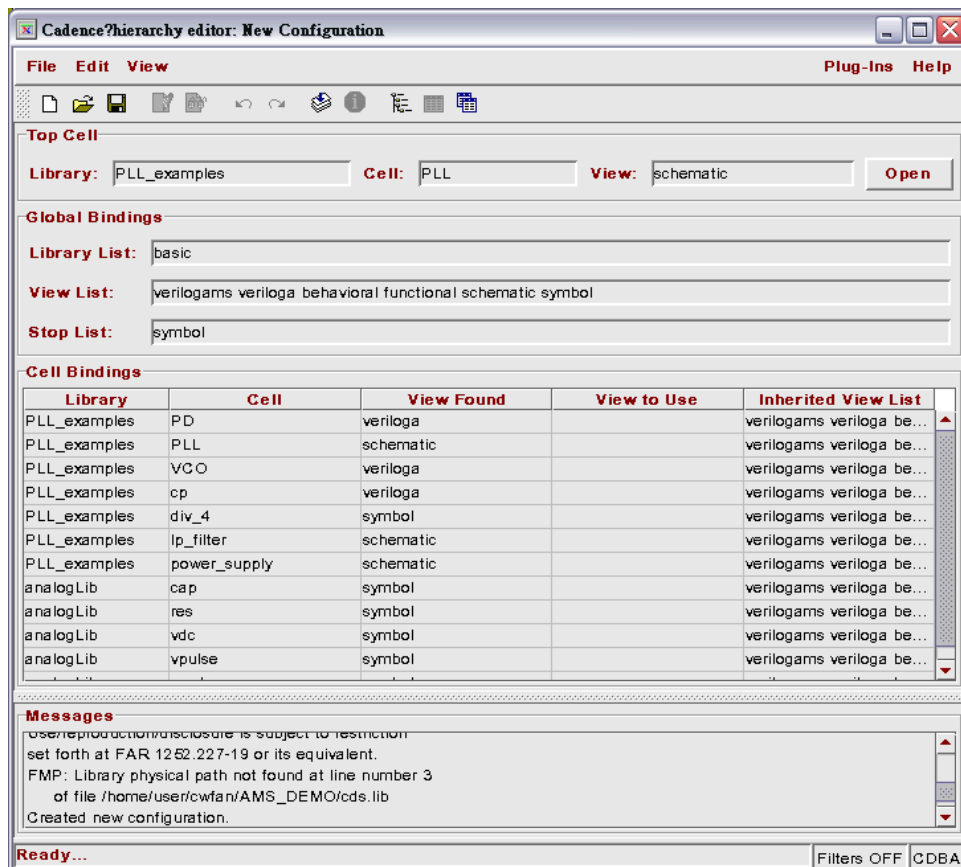 Cadence?hierarchy editor: New Configuration
File Edit View Plug-Ins Help
Top Cell
Library: PLL_examples Cell: PLL View: schematic Open
Global Bindings
Library List: basic
View List: verilogams veriloga behavioral functional schematic symbol
Stop List: symbol
Cell Bindings
Library Cell View Found View to Use Inherited View List
PLL_examples PD veriloga verilogams veriloga be...
PLL_examples PLL schematic verilogams veriloga be...
PLL_examples VCO veriloga verilogams veriloga be...
PLL_examples cp veriloga verilogams veriloga be...
PLL_examples div_4 symbol verilogams veriloga be...
PLL_examples lp_filter schematic verilogams veriloga be...
PLL_examples power_supply schematic verilogams veriloga be...
analogLib cap symbol verilogams veriloga be...
analogLib res symbol verilogams veriloga be...
analogLib vdc symbol verilogams veriloga be...
analogLib vpulse symbol verilogams veriloga be...
Messages
Use/reproduction/disclosure is subject to restriction
set forth at FAR 1252.227-19 or its equivalent.
FMP: Library physical path not found at line number 3
of file /home/user/cwfan/AMS_DEMO/cds.lib
Created new configuration.
Ready... Filters OFF CDBA